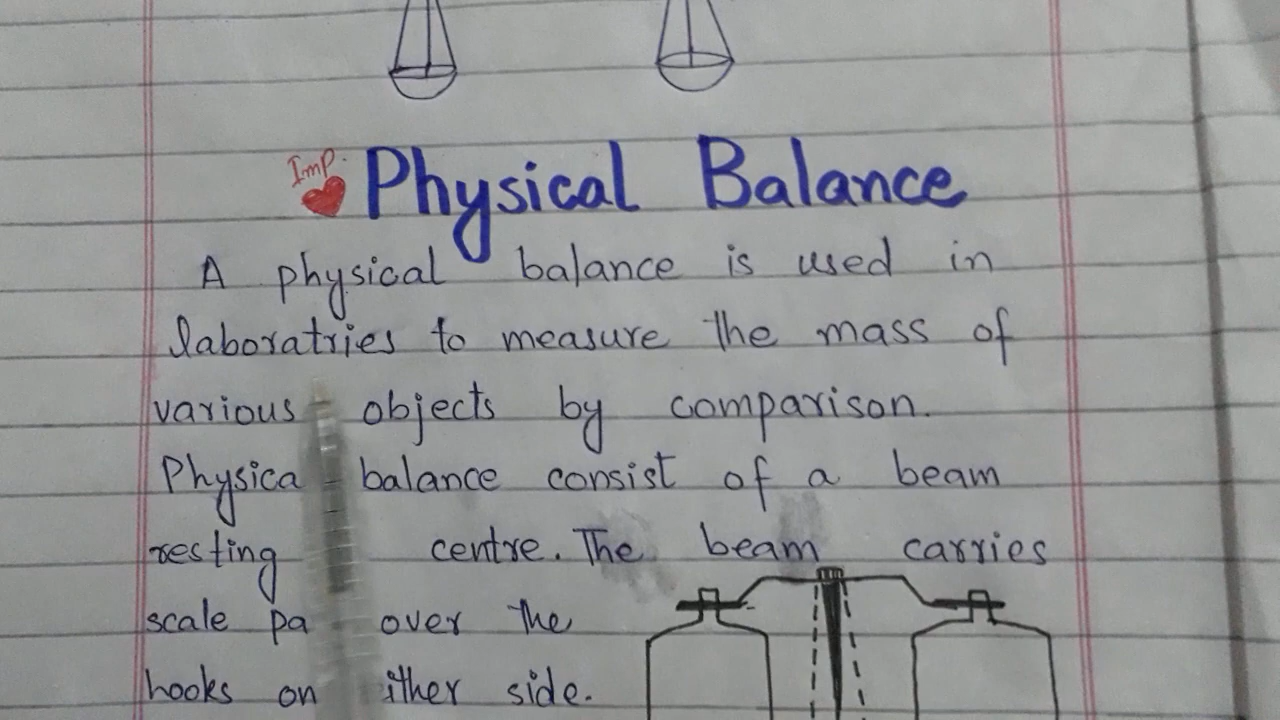 Imp.
Physical Balance
A physical balance is used in
laboratries to measure the mass of
various objects by comparison.
Physica balance consist of a beam
resting centre. The beam carries
scale pa over the
hooks on ither side.